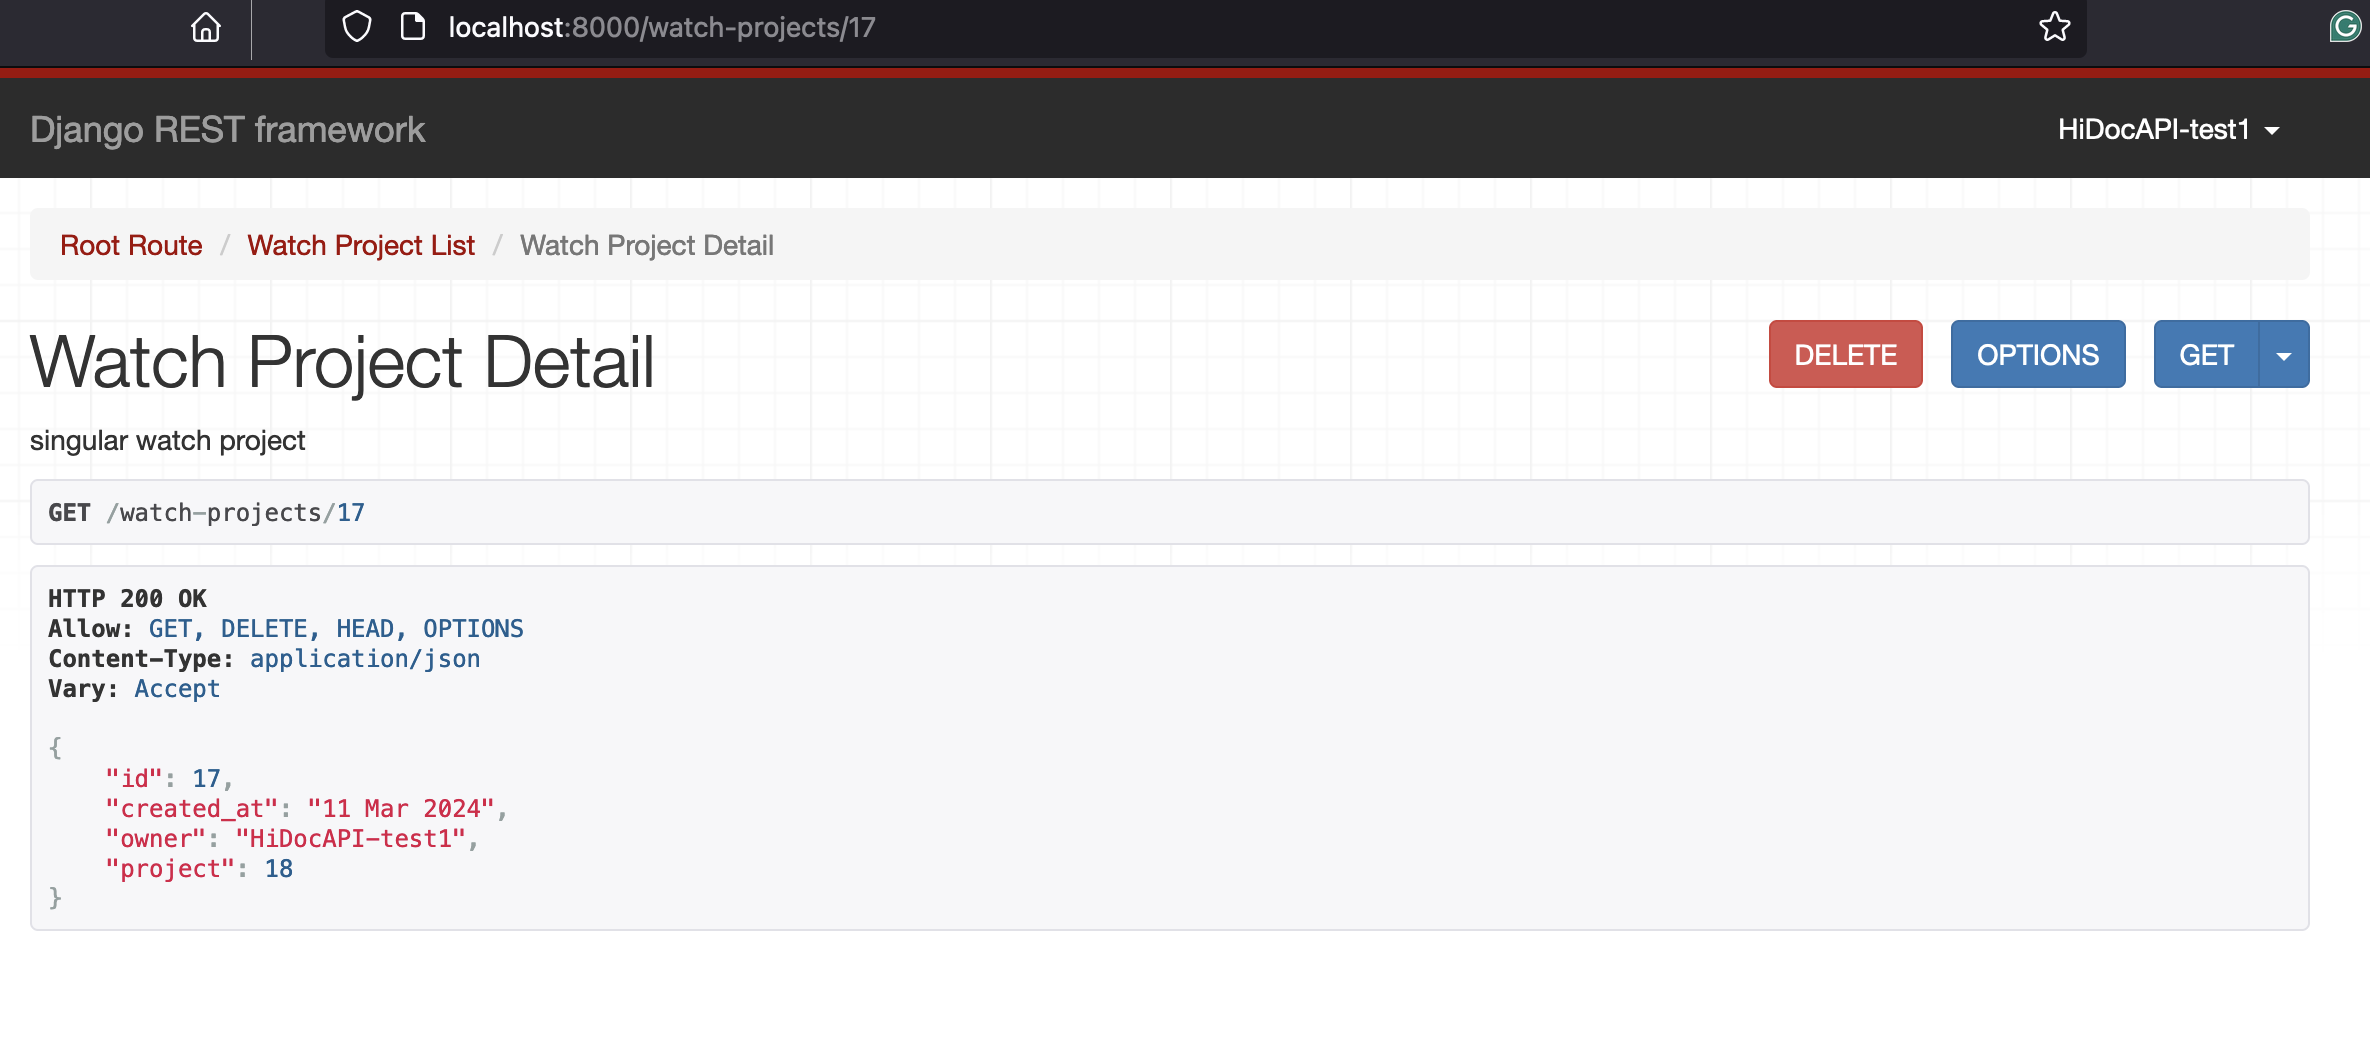 localhost:8000/watch-projects/17
Django REST framework
HiDocAPI-test1
Root Route / Watch Project List / Watch Project Detail
Watch Project Detail
DELETE
OPTIONS
GET
singular watch project
GET /watch-projects/17
HTTP 200 OK
Allow: GET, DELETE, HEAD, OPTIONS
Content-Type: application/json
Vary: Accept
{
    "id": 17,
    "created_at": "11 Mar 2024",
    "owner": "HiDocAPI-test1",
    "project": 18
}